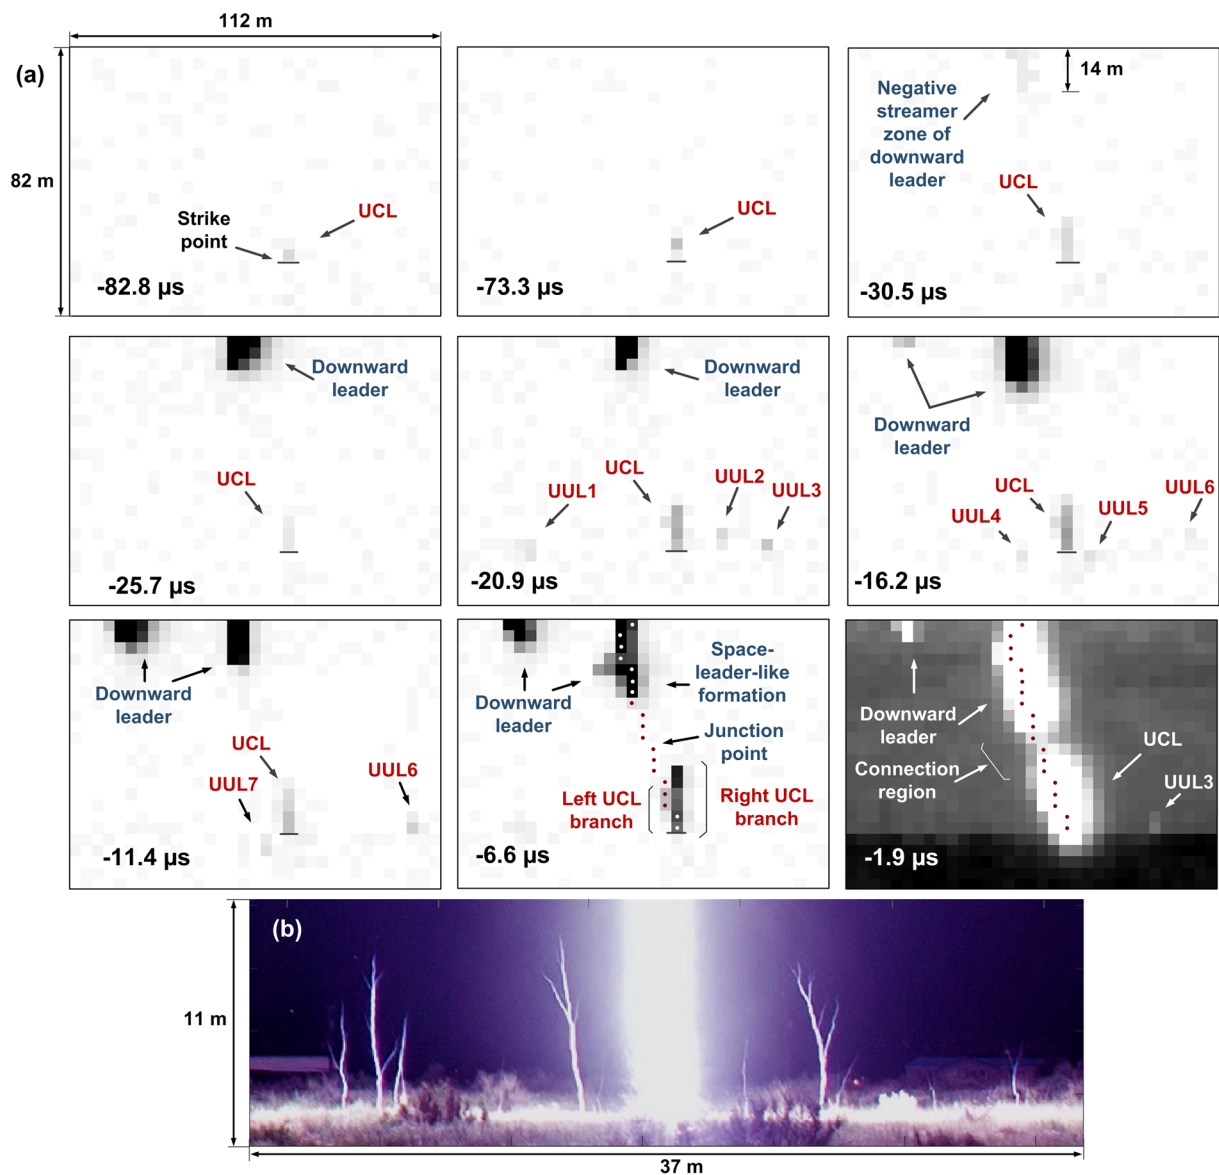 112 m
(a)
82 m
Strike
point
UCL
-82.8 µs
UCL
-73.3 µs
14 m
Negative
streamer
zone of
downward
leader
UCL
-30.5 µs
Downward
leader
UCL
-25.7 µs
Downward
leader
UCL
UUL1
UUL2
UUL3
-20.9 µs
Downward
leader
UCL
UUL4
UUL5
UUL6
-16.2 µs
Downward
leader
UCL
UUL7
UUL6
-11.4 µs
Space-
leader-like
formation
Downward
leader
Junction
point
Left UCL
branch
Right UCL
branch
-6.6 µs
Downward
leader
UCL
Connection
region
UUL3
-1.9 µs
(b)
11 m
37 m